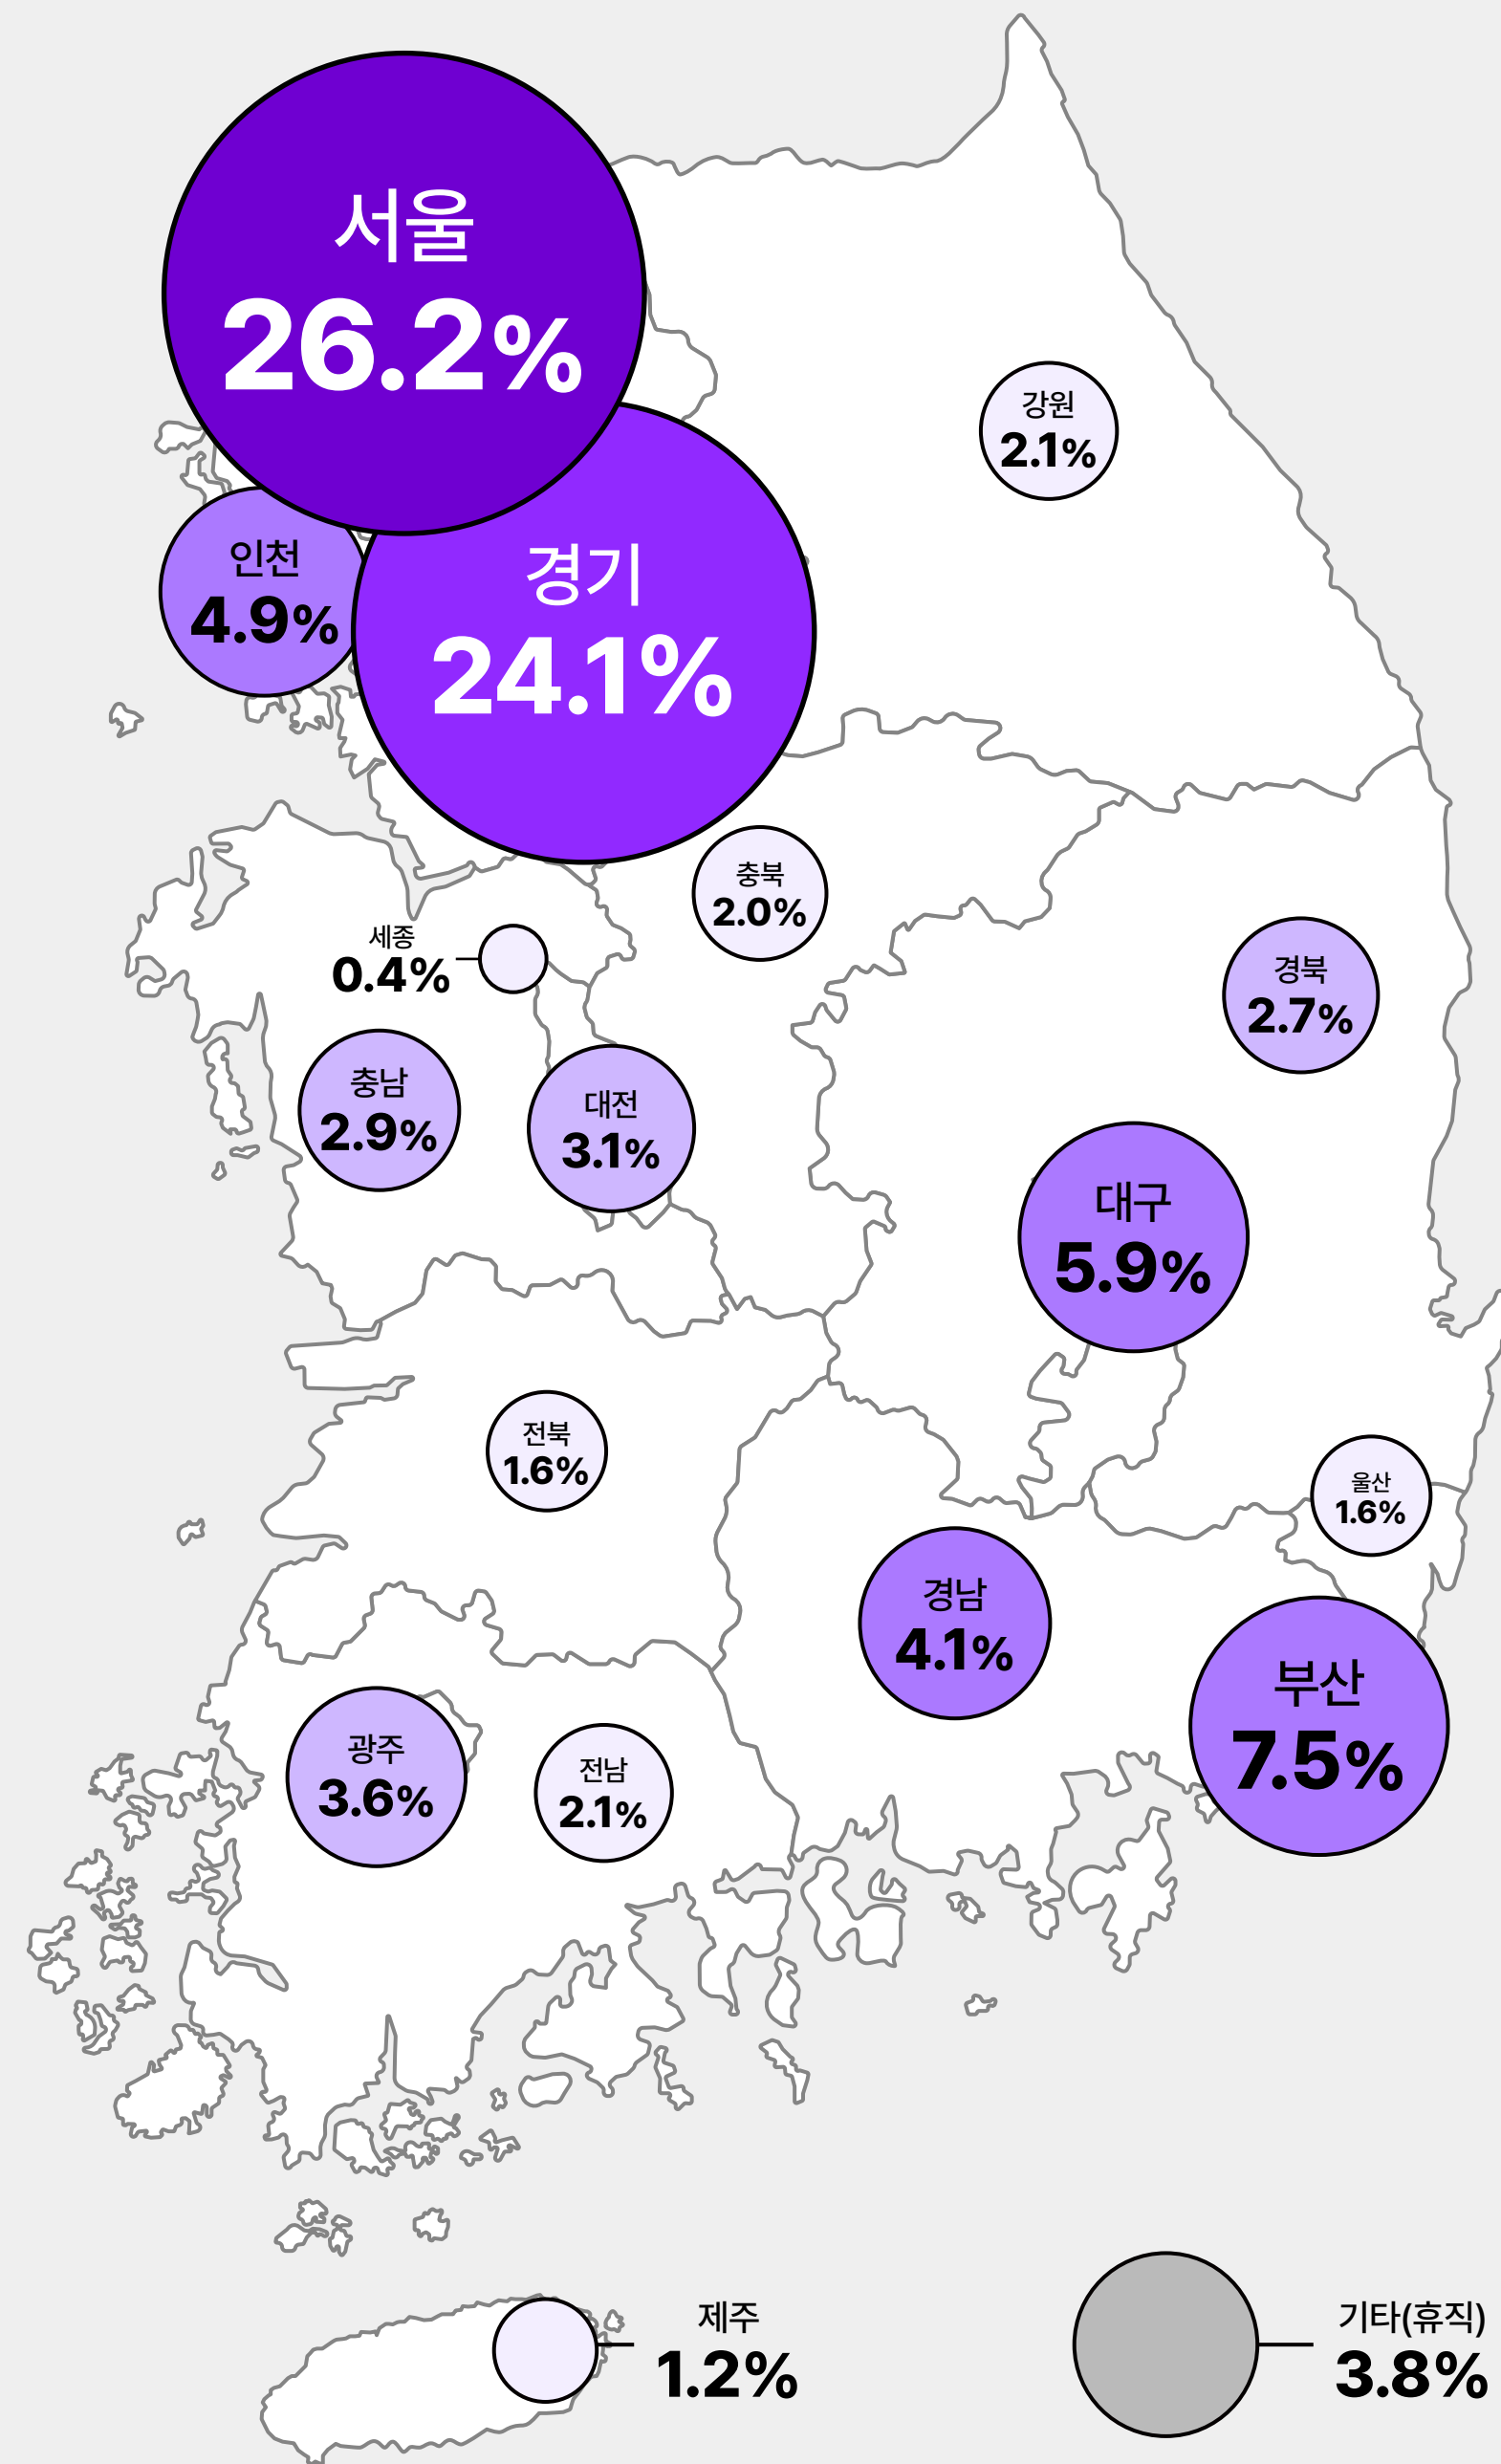 서울
26.2%
강원
2.1%
인천
4.9%
경기
24.1%
충북
2.0%
세종
0.4%
경북
2.7%
충남
2.9%
대전
3.1%
대구
5.9%
전북
1.6%
울산
1.6%
경남
4.1%
부산
7.5%
광주
3.6%
전남
2.1%
제주
1.2%
기타(휴직)
3.8%